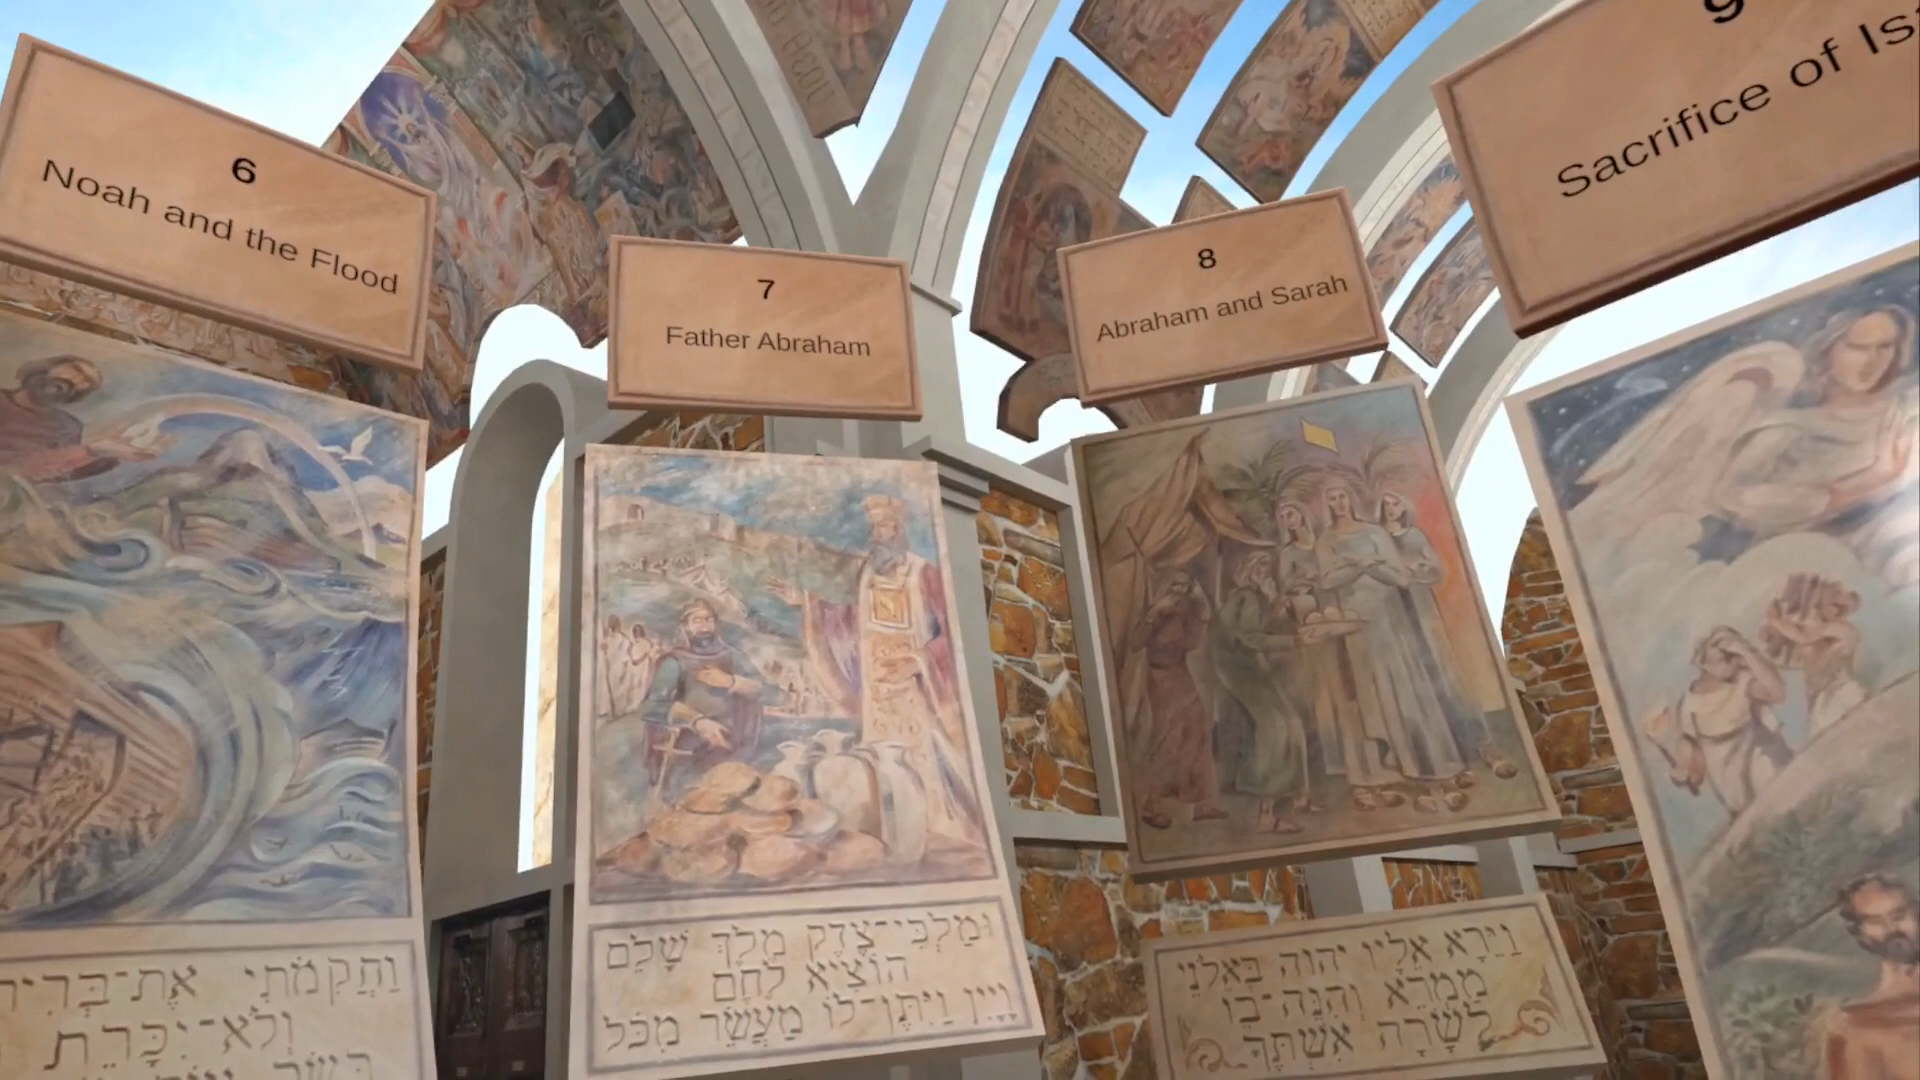 6
Noah and the Flood
7
Father Abraham
8
Abraham and Sarah
9
Sacrifice of
וַהֲקִמֹתִי אֶת־בְּרִיתִי
וְלֹא־יִכָּרֵת
וּמַלְכִּי־צֶדֶק מֶלֶךְ שָׁלֵם
הוֹצִיא לֶחֶם
וָיָיִן וַיִּתֶּן־לוֹ מַעֲשֵׂר מִכֹּל
וַיֵּרָא אֵלָיו יהוה בְּאֵלֹנֵי
מַמְרֵא וְהִנֵּה־בֵן
לְשָׂרָה אִשְׁתֶּךָ